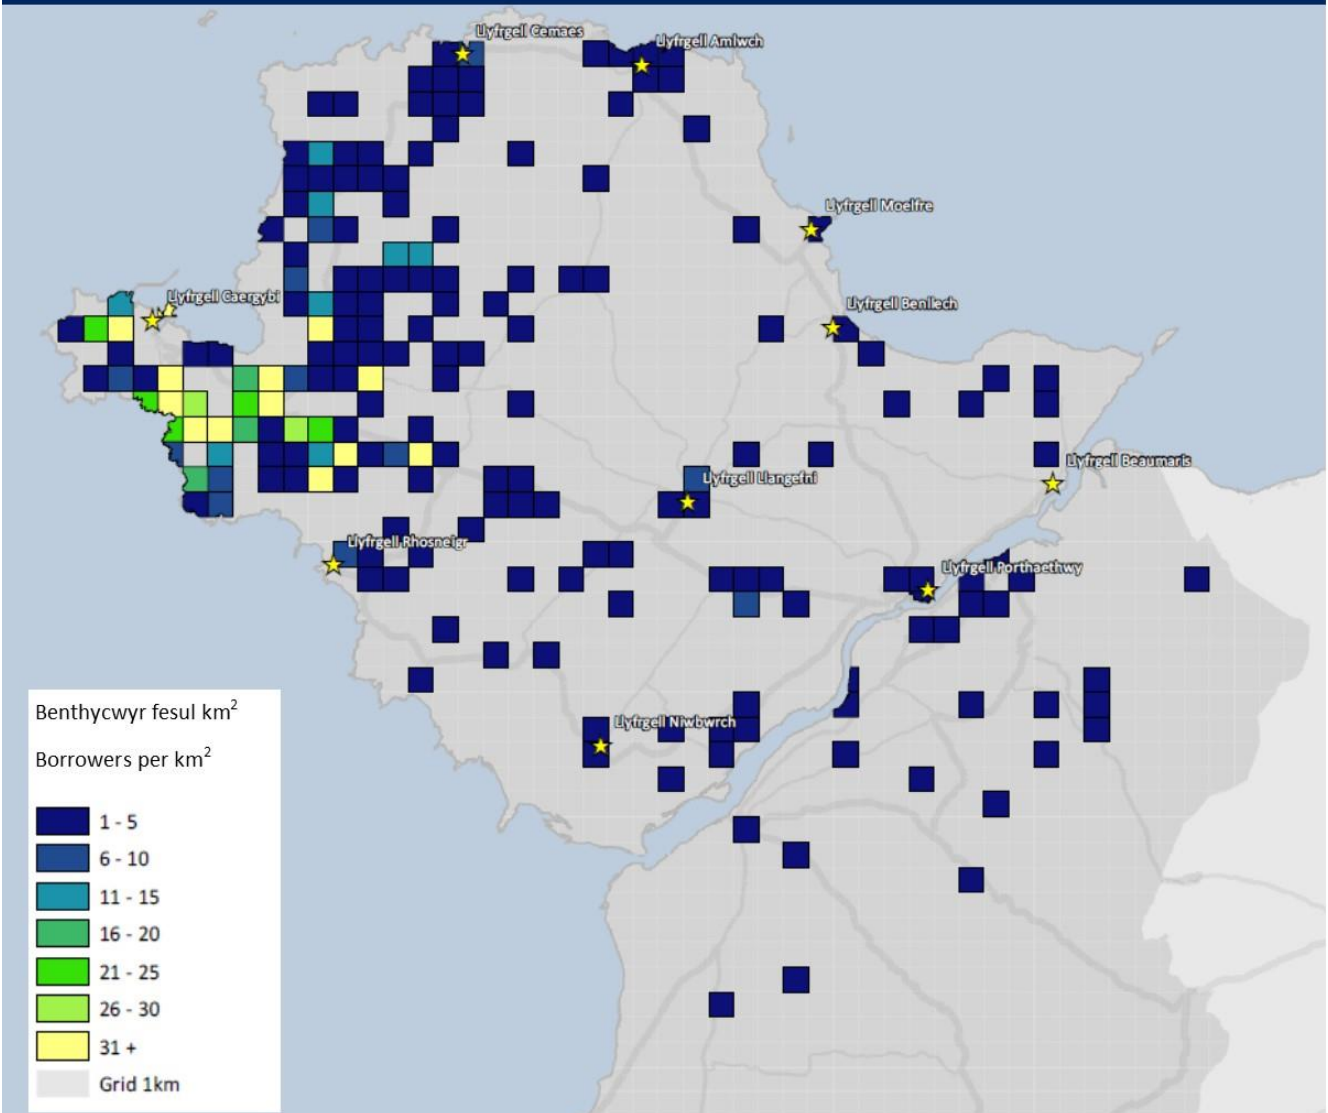 Llyfrgell Cemaes
Llyfrgell Amlwch
Llyfrgell Moelfre
Llyfrgell Caergybi
Llyfrgell Benllech
Llyfrgell Beaumaris
Llyfrgell Llangefni
Llyfrgell Rhosneigr
Llyfrgell Porthaethwy
Llyfrgell Niwbwrch
Benthycwyr fesul km²
Borrowers per km²
1 - 5
6 - 10
11 - 15
16 - 20
21 - 25
26 - 30
31 +
Grid 1km